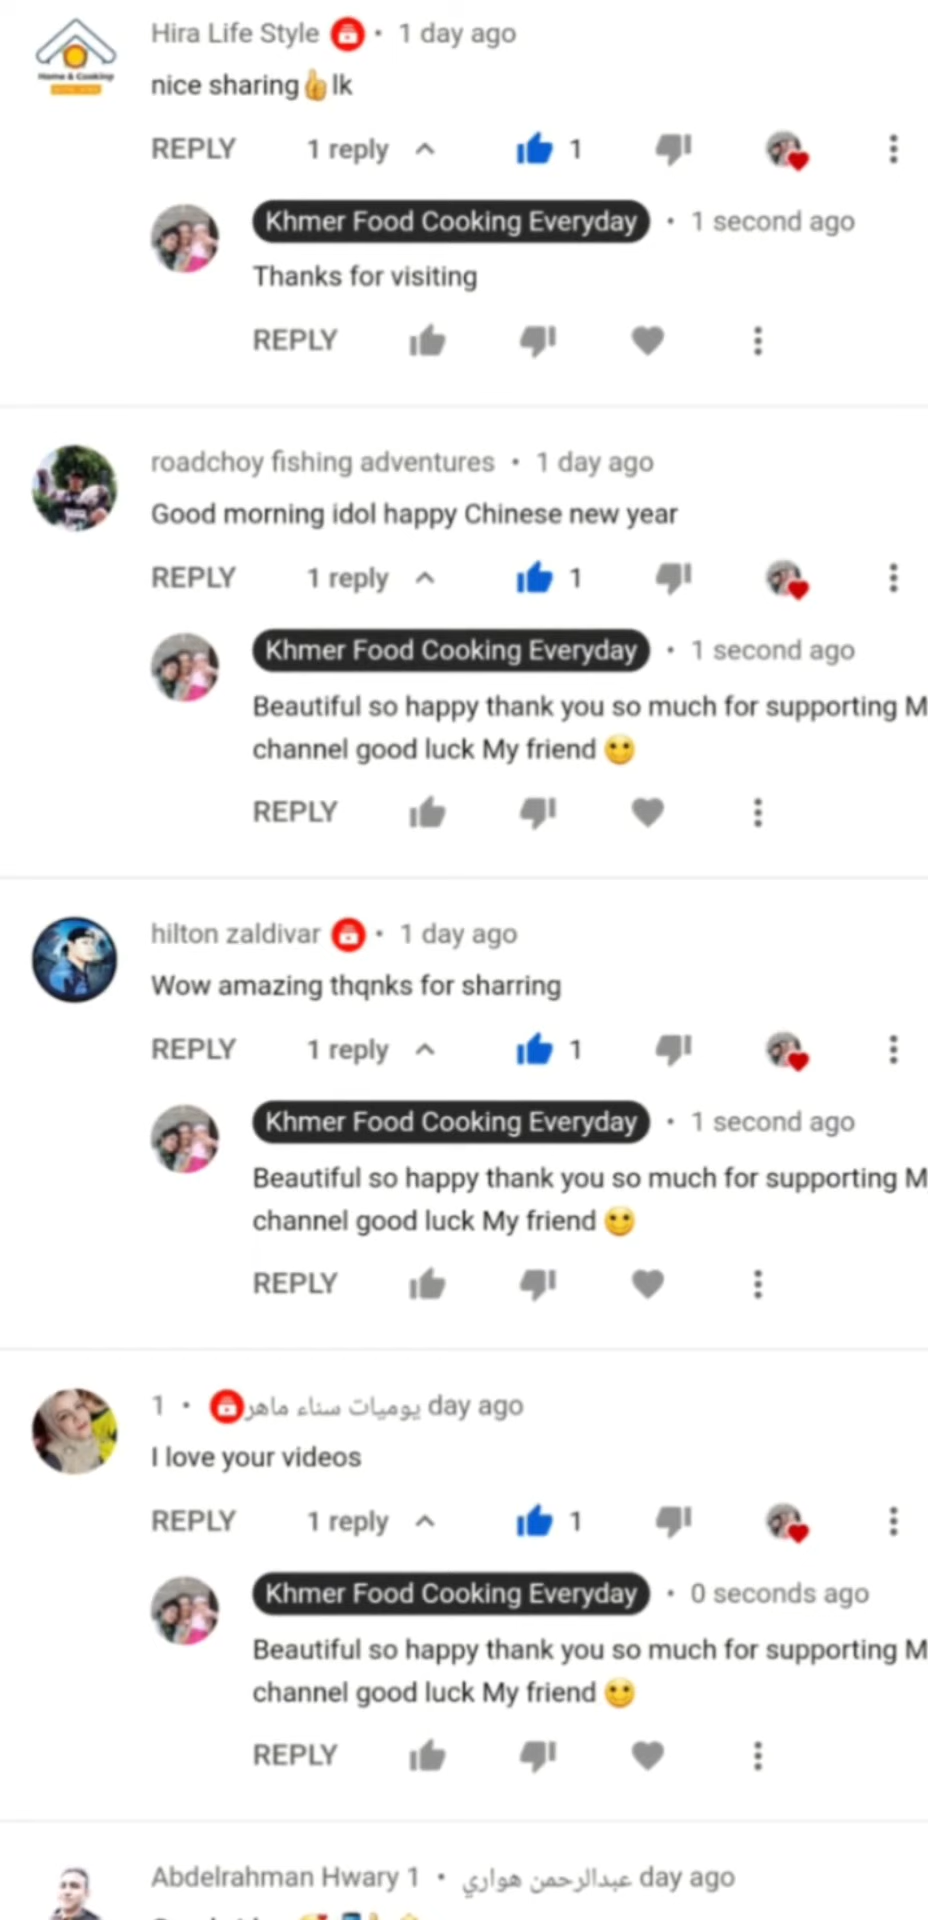 Home & Cooking
Hira Life Style • 1 day ago
nice sharing👍lk
REPLY 1 reply 1
Khmer Food Cooking Everyday • 1 second ago
Thanks for visiting
REPLY
roadchoy fishing adventures • 1 day ago
Good morning idol happy Chinese new year
REPLY 1 reply 1
Khmer Food Cooking Everyday • 1 second ago
Beautiful so happy thank you so much for supporting M
channel good luck My friend 🙂
REPLY
hilton zaldivar • 1 day ago
Wow amazing thqnks for sharring
REPLY 1 reply 1
Khmer Food Cooking Everyday • 1 second ago
Beautiful so happy thank you so much for supporting M
channel good luck My friend 🙂
REPLY
1 • يوميات سناء ماهر day ago
I love your videos
REPLY 1 reply 1
Khmer Food Cooking Everyday • 0 seconds ago
Beautiful so happy thank you so much for supporting M
channel good luck My friend 🙂
REPLY
Abdelrahman Hwary 1 • عبدالرحمن هواري day ago